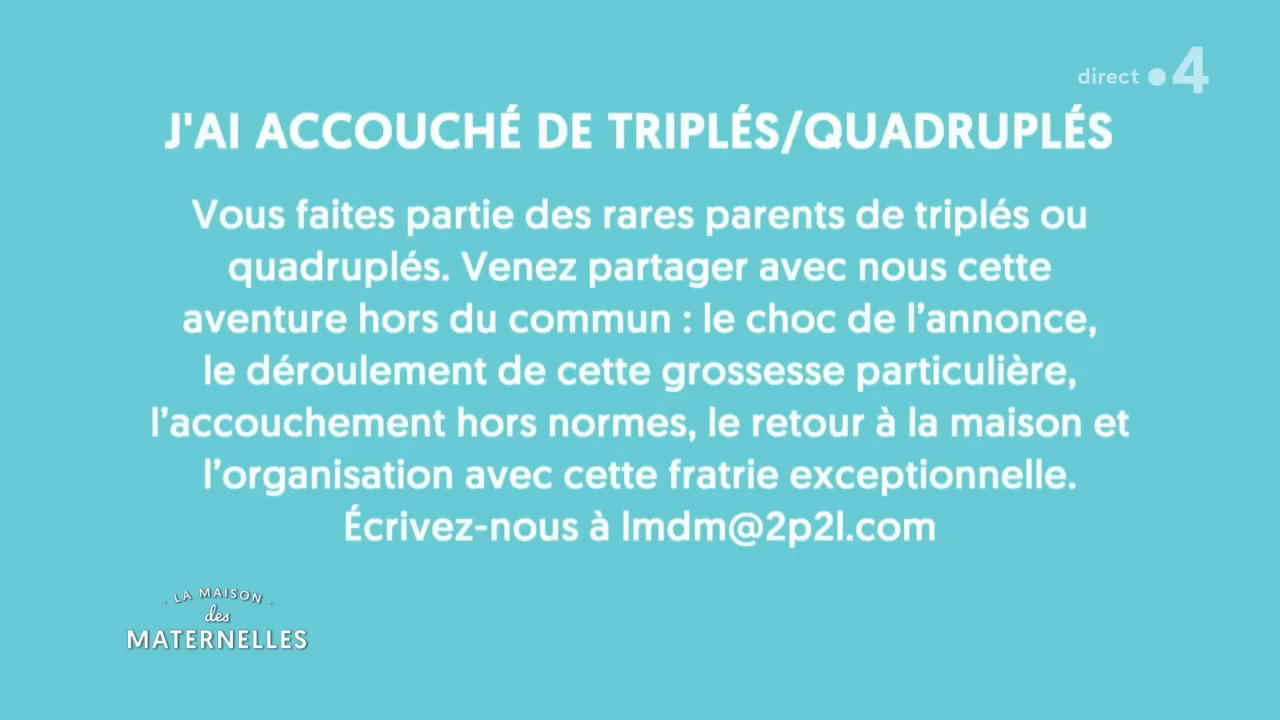 direct 4
J'AI ACCOUCHÉ DE TRIPLÉS/QUADRUPLÉS
Vous faites partie des rares parents de triplés ou
quadruplés. Venez partager avec nous cette
aventure hors du commun : le choc de l’annonce,
le déroulement de cette grossesse particulière,
l’accouchement hors normes, le retour à la maison et
l’organisation avec cette fratrie exceptionnelle.
Écrivez-nous à lmdm@2p2l.com
LA MAISON
des
MATERNELLES